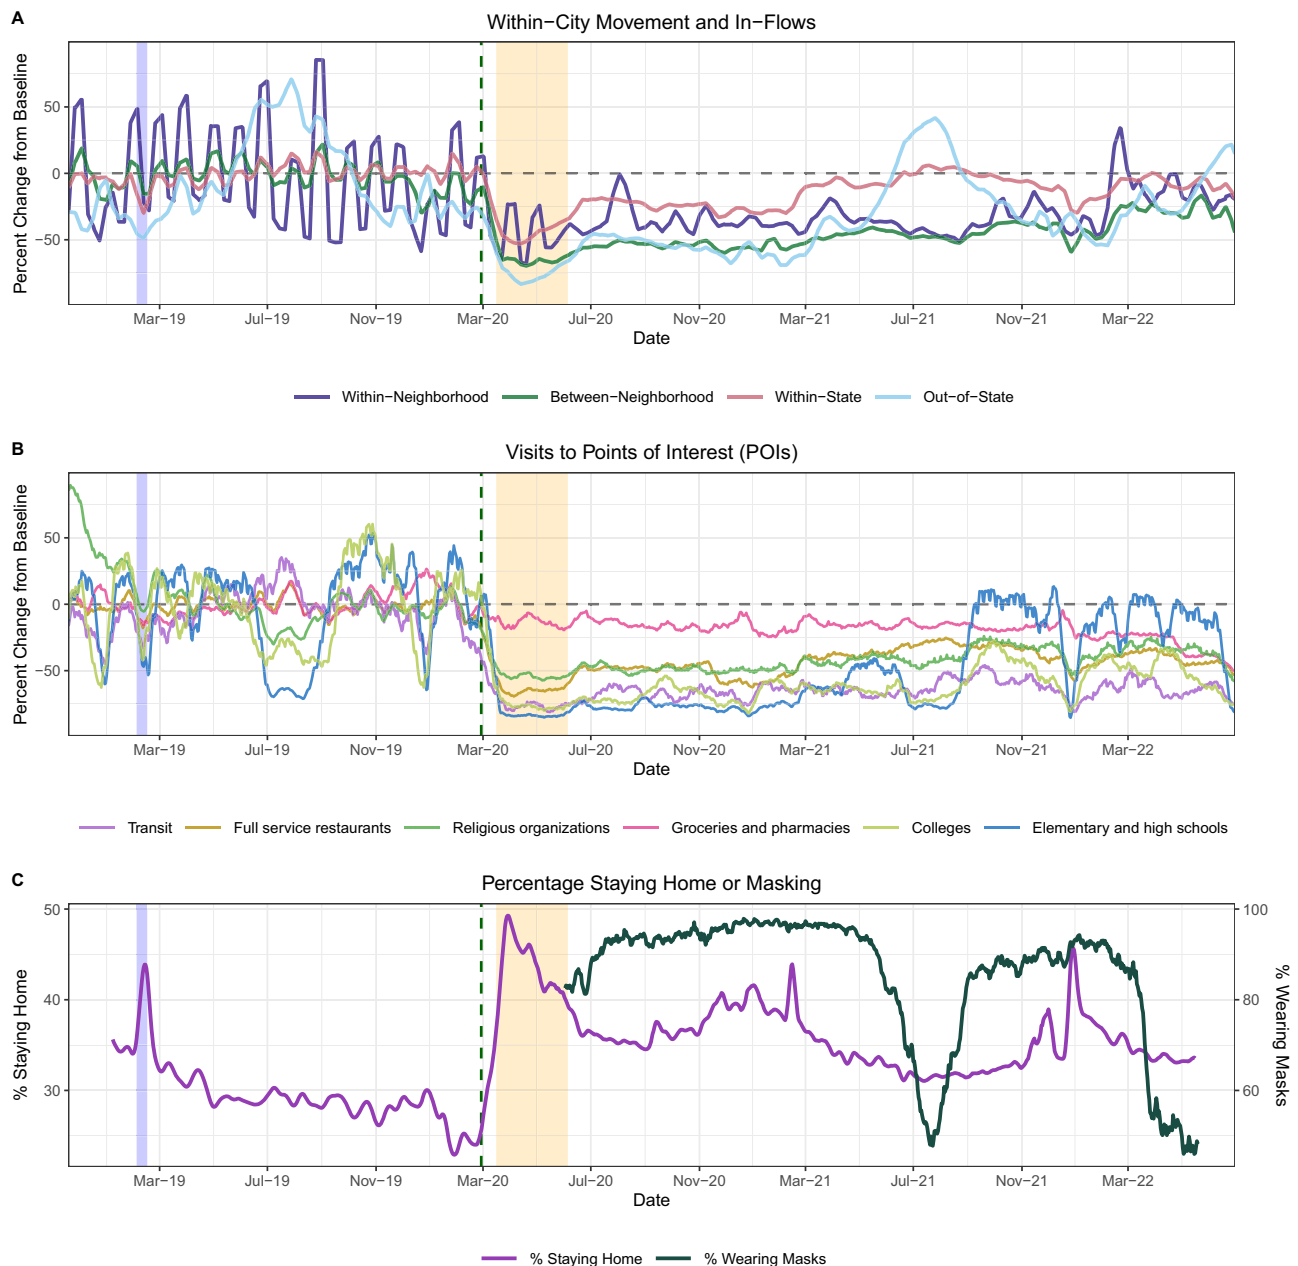 A
Within−City Movement and In−Flows
Percent Change from Baseline
50
0
−50
Mar−19 Jul−19 Nov−19 Mar−20 Jul−20 Nov−20 Mar−21 Jul−21 Nov−21 Mar−22
Date
Within−Neighborhood Between−Neighborhood Within−State Out−of−State
B
Visits to Points of Interest (POIs)
Percent Change from Baseline
50
0
−50
Mar−19 Jul−19 Nov−19 Mar−20 Jul−20 Nov−20 Mar−21 Jul−21 Nov−21 Mar−22
Date
Transit Full service restaurants Religious organizations Groceries and pharmacies Colleges Elementary and high schools
C
Percentage Staying Home or Masking
% Staying Home
50
40
30
100
80
60
% Wearing Masks
Mar−19 Jul−19 Nov−19 Mar−20 Jul−20 Nov−20 Mar−21 Jul−21 Nov−21 Mar−22
Date
% Staying Home % Wearing Masks